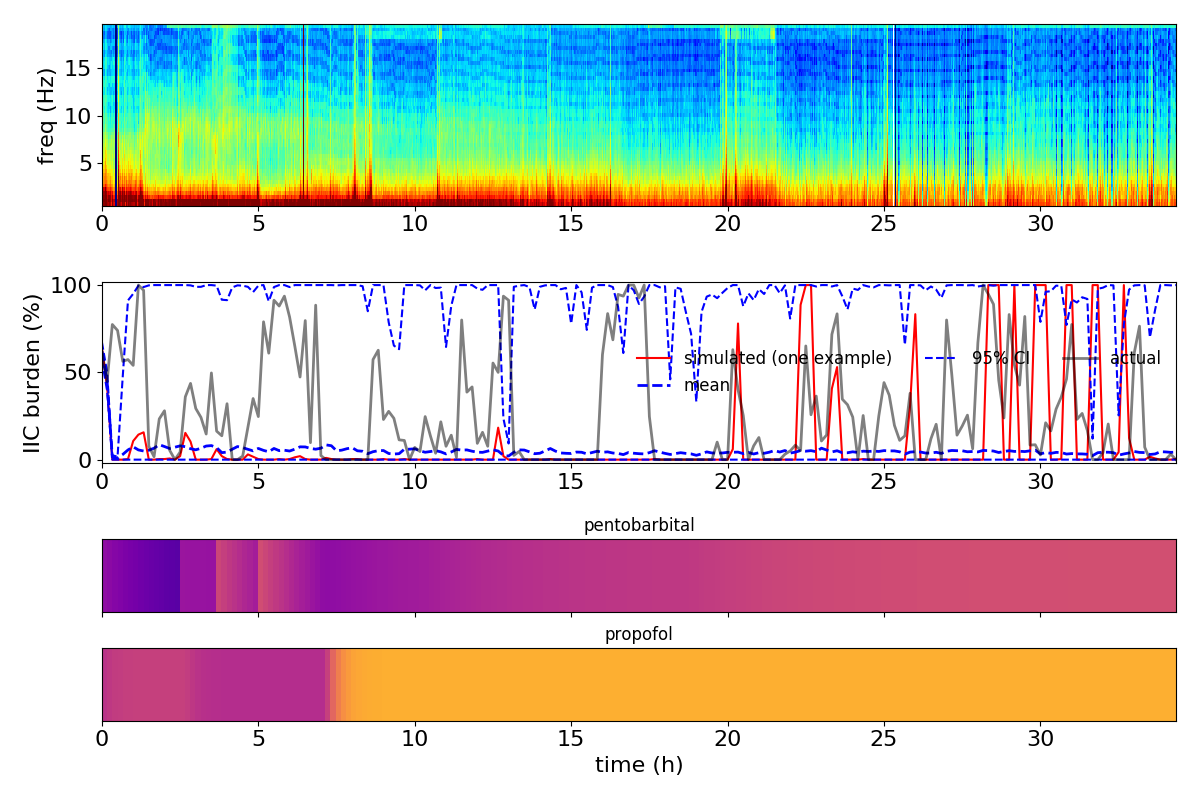 freq (Hz)
15
10
5
0 5 10 15 20 25 30
IIC burden (%)
100
50
0
simulated (one example) 95% CI actual
mean
0 5 10 15 20 25 30
pentobarbital
propofol
0 5 10 15 20 25 30
time (h)